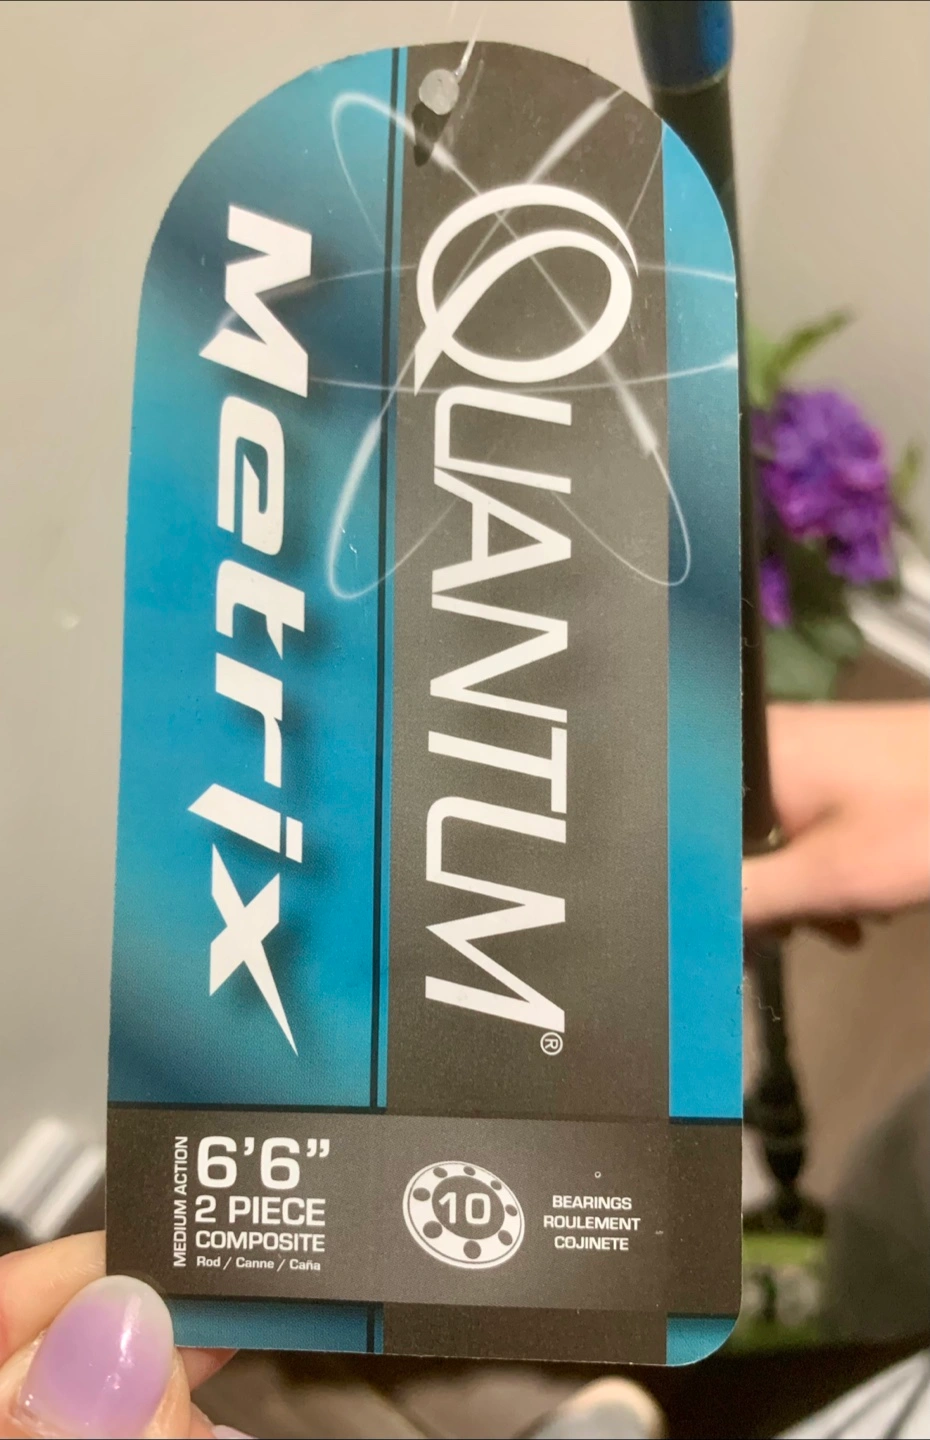 QUANTUM®
Metrix
MEDIUM ACTION
6’6”
2 PIECE
COMPOSITE
Rod / Canne / Caña
10
BEARINGS
ROULEMENT
COJINETE